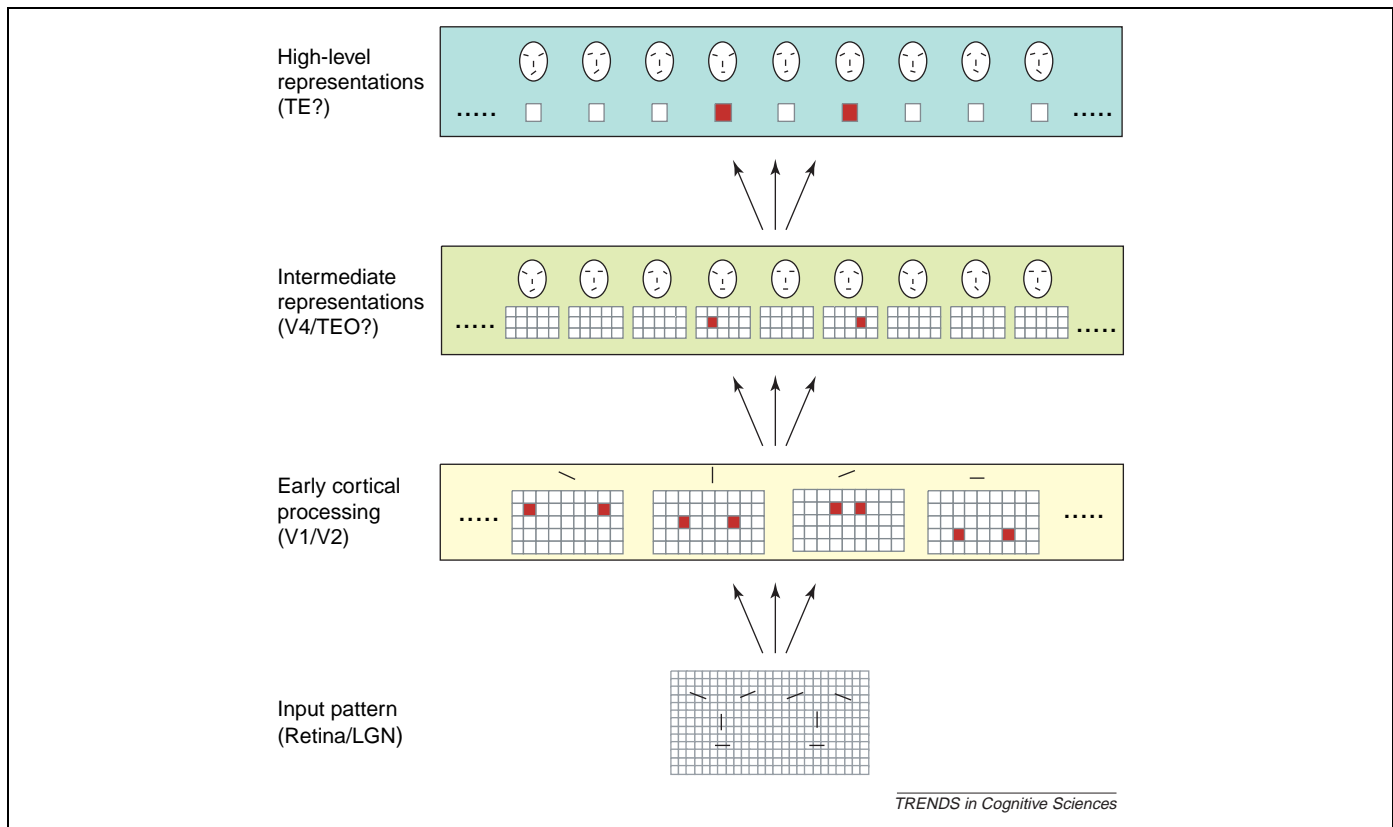 High-level
representations
(TE?)
..... .....
Intermediate
representations
(V4/TEO?)
..... .....
Early cortical
processing
(V1/V2)
..... .....
Input pattern
(Retina/LGN)
TRENDS in Cognitive Sciences